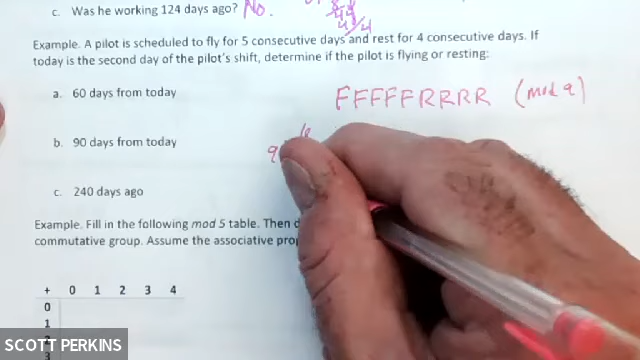 c. Was he working 124 days ago? No.
Example. A pilot is scheduled to fly for 5 consecutive days and rest for 4 consecutive days. If
today is the second day of the pilot's shift, determine if the pilot is flying or resting:
a. 60 days from today
FFFFFRRRR (mod 9)
b. 90 days from today
9
c. 240 days ago
Example. Fill in the following mod 5 table. Then
commutative group. Assume the associative
+ 0 1 2 3 4
0
1
3
SCOTT PERKINS